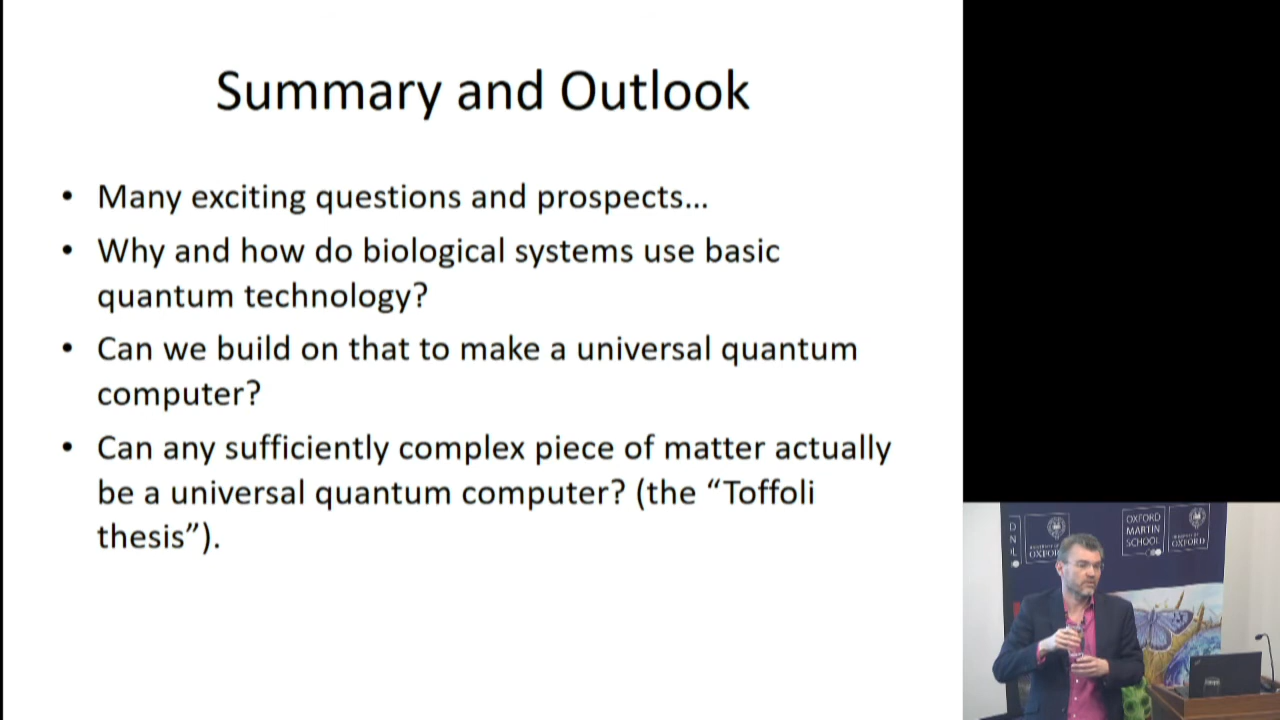 Summary and Outlook
• Many exciting questions and prospects...
• Why and how do biological systems use basic
quantum technology?
• Can we build on that to make a universal quantum
computer?
• Can any sufficiently complex piece of matter actually
be a universal quantum computer? (the “Toffoli
thesis”).
OXFORD
MARTIN
SCHOOL
OXFORD